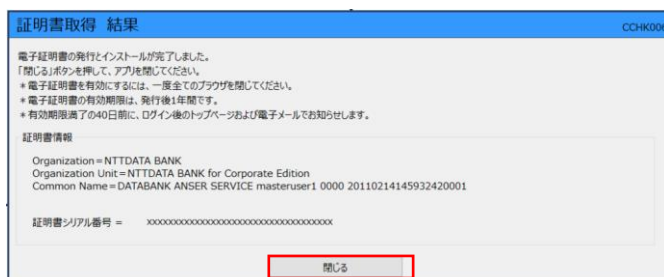 証明書取得 結果
CCHK006
電子証明書の発行とインストールが完了しました。
「閉じる」ボタンを押して、アプリを閉じてください。
＊電子証明書を有効にするには、一度全てのブラウザを閉じてください。
＊電子証明書の有効期限は、発行後1年間です。
＊有効期限満了の40日前に、ログイン後のトップページおよび電子メールでお知らせします。
証明書情報
Organization=NTTDATA BANK
Organization Unit=NTTDATA BANK for Corporate Edition
Common Name=DATABANK ANSER SERVICE masteruser1 0000 20110214145932420001
証明書シリアル番号 = xxxxxxxxxxxxxxxxxxxxxxxxxxxxxxxxxxx
閉じる